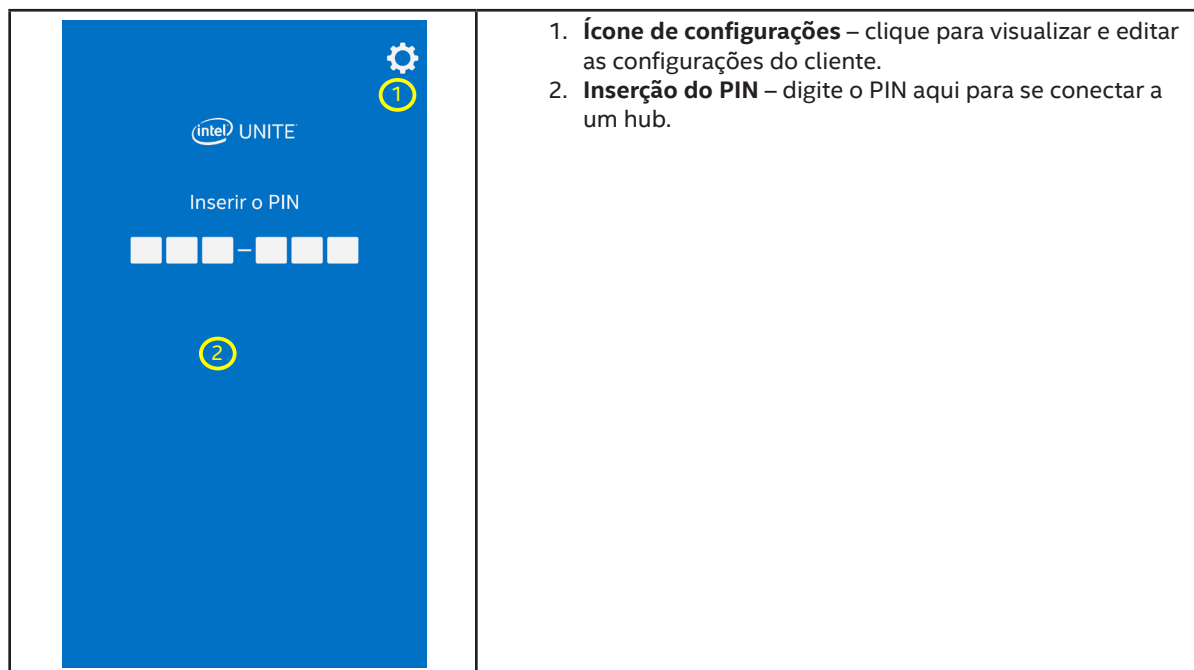 1
intel UNITE
Inserir o PIN
–
2
1. Ícone de configurações – clique para visualizar e editar
as configurações do cliente.
2. Inserção do PIN – digite o PIN aqui para se conectar a
um hub.